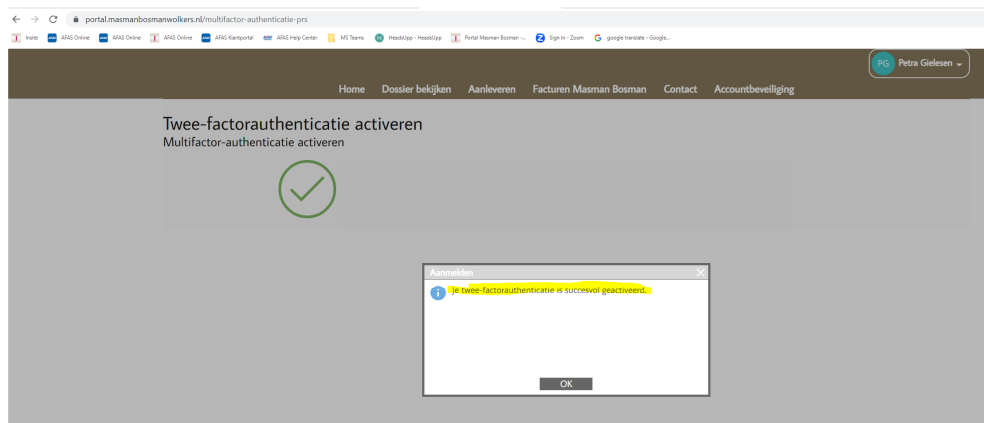 portal.masmanbosmanwolkers.nl/multifactor-authenticatie-prs
Insite AFAS Online AFAS Online AFAS Online AFAS Klantportal AFAS Help Center MS Teams HeadsUpp - HeadsUpp Portal Masman Bosman -... Sign In - Zoom google translate - Google...
PG Petra Gielesen
Home Dossier bekijken Aanleveren Facturen Masman Bosman Contact Accountbeveiliging
Twee-factorauthenticatie activeren
Multifactor-authenticatie activeren
Aanmelden
Je twee-factorauthenticatie is succesvol geactiveerd.
OK